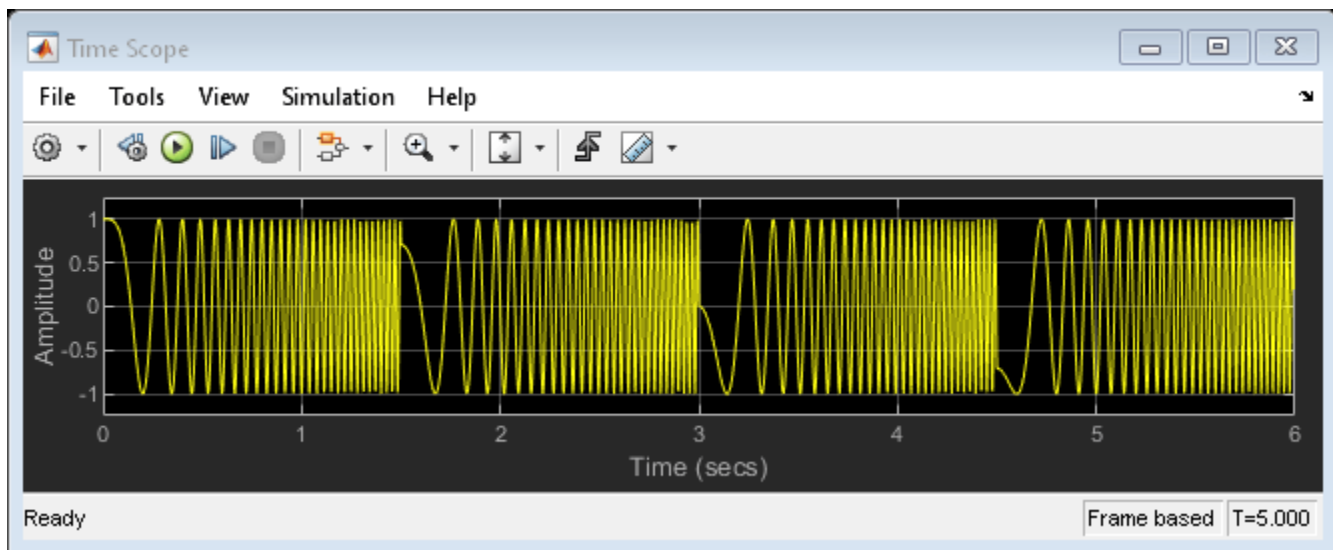 Time Scope
File Tools View Simulation Help
1
0.5
0
-0.5
-1
Amplitude
0 1 2 3 4 5 6
Time (secs)
Ready Frame based T=5.000